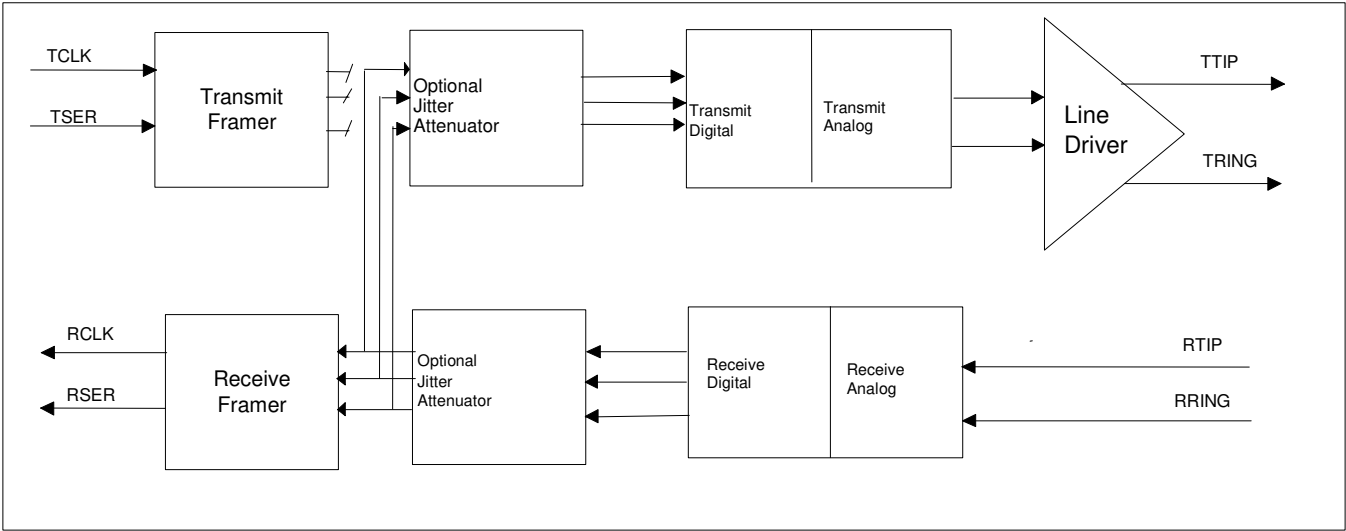 TCLK
TSER
Transmit
Framer
Optional
Jitter
Attenuator
Transmit
Digital
Transmit
Analog
Line
Driver
TTIP
TRING
RCLK
RSER
Receive
Framer
Optional
Jitter
Attenuator
Receive
Digital
Receive
Analog
RTIP
RRING